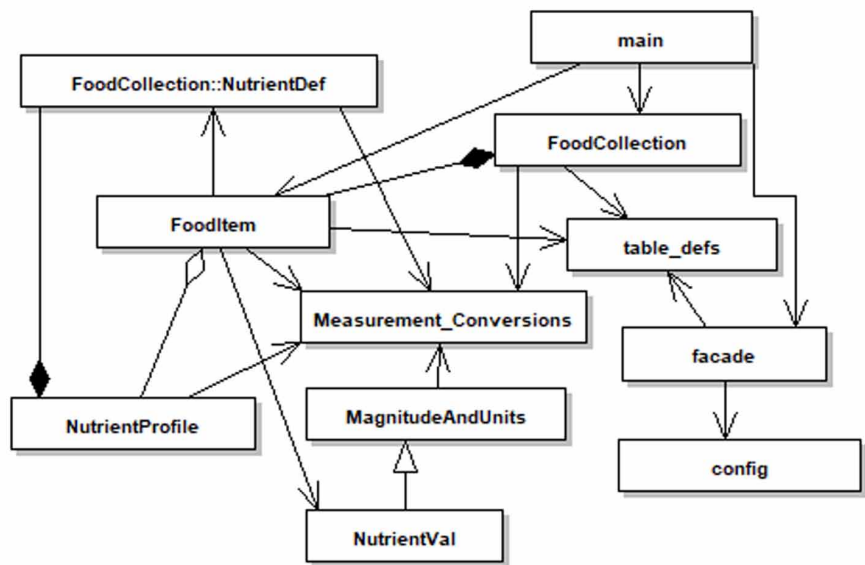 main
FoodCollection::NutrientDef
FoodCollection
FoodItem
table_defs
Measurement_Conversions
facade
NutrientProfile
MagnitudeAndUnits
config
NutrientVal